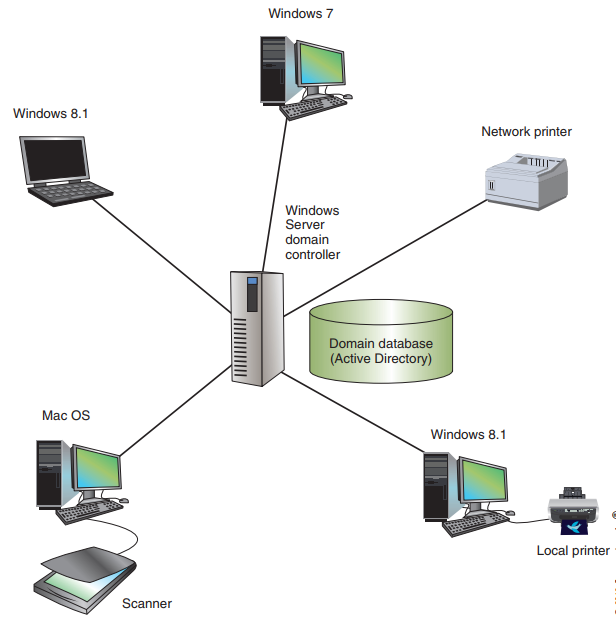 Windows 7
Windows 8.1
Network printer
Windows
Server
domain
controller
Domain database
(Active Directory)
Mac OS
Windows 8.1
Local printer
Scanner